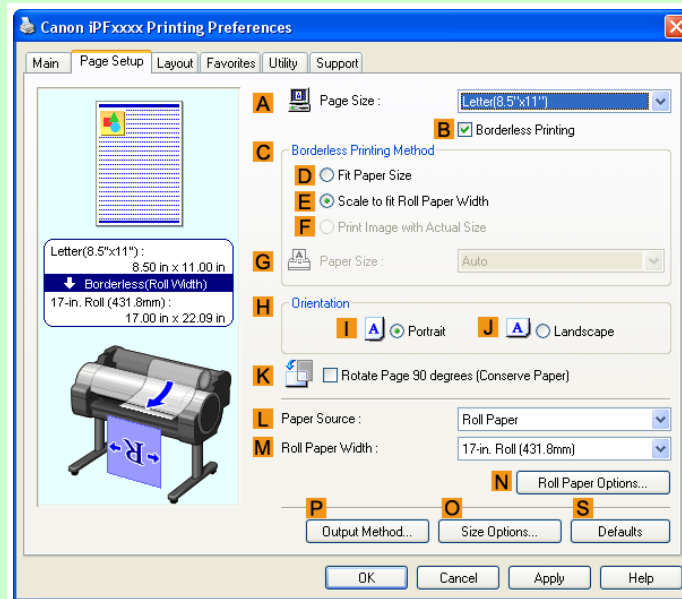 Canon iPFxxxx Printing Preferences
Main Page Setup Layout Favorites Utility Support
A Page Size : Letter(8.5"x11")
B Borderless Printing
C Borderless Printing Method
D Fit Paper Size
E Scale to fit Roll Paper Width
F Print Image with Actual Size
G Paper Size : Auto
Letter(8.5"x11") :
8.50 in x 11.00 in
Borderless(Roll Width)
17-in. Roll (431.8mm) :
17.00 in x 22.09 in
H Orientation
I A Portrait J A Landscape
K Rotate Page 90 degrees (Conserve Paper)
R
L Paper Source : Roll Paper
M Roll Paper Width : 17-in. Roll (431.8mm)
N Roll Paper Options...
P O S
Output Method... Size Options... Defaults
OK Cancel Apply Help